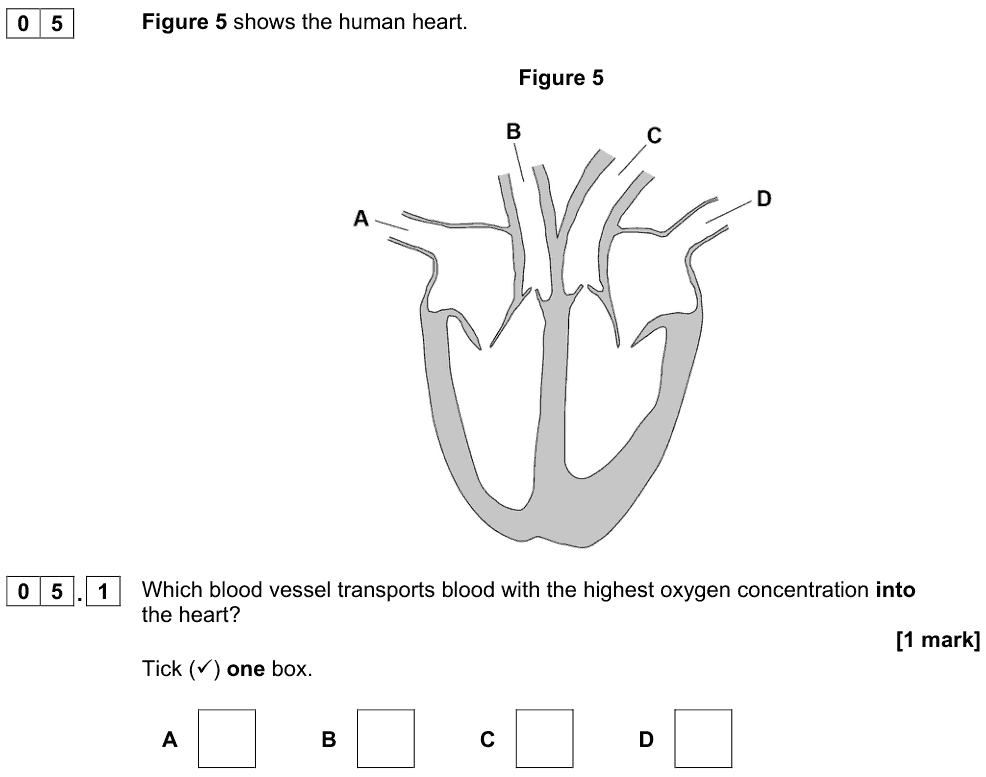 0 5 Figure 5 shows the human heart.
Figure 5
B
C
A
D
0 5 . 1 Which blood vessel transports blood with the highest oxygen concentration into
the heart?
[1 mark]
Tick (✓) one box.
A B C D